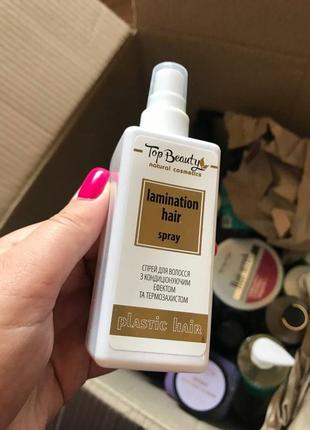 Top Beauty
natural cosmetics
lamination
hair
spray
СПРЕЙ ДЛЯ ВОЛОССЯ
З КОНДИЦІОНУЮЧИМ
ЕФЕКТОМ
ТА ТЕРМОЗАХИСТОМ
plastic hair